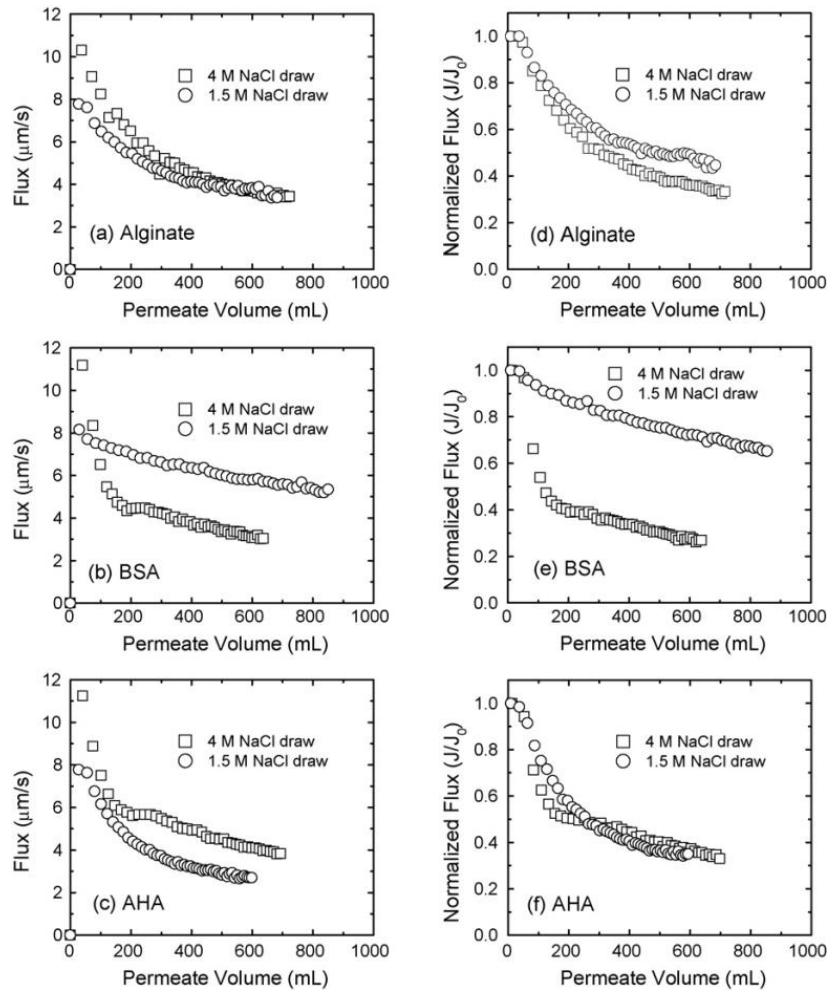 12
10
8
6
4
2
0
Flux (μm/s)
□ 4 M NaCl draw
○ 1.5 M NaCl draw
(a) Alginate
0 200 400 600 800 1000
Permeate Volume (mL)
1.0
0.8
0.6
0.4
0.2
0.0
Normalized Flux (J/J₀)
□ 4 M NaCl draw
○ 1.5 M NaCl draw
(d) Alginate
0 200 400 600 800 1000
Permeate Volume (mL)
12
10
8
6
4
2
0
Flux (μm/s)
□ 4 M NaCl draw
○ 1.5 M NaCl draw
(b) BSA
0 200 400 600 800 1000
Permeate Volume (mL)
1.0
0.8
0.6
0.4
0.2
0.0
Normalized Flux (J/J₀)
□ 4 M NaCl draw
○ 1.5 M NaCl draw
(e) BSA
0 200 400 600 800 1000
Permeate Volume (mL)
12
10
8
6
4
2
0
Flux (μm/s)
□ 4 M NaCl draw
○ 1.5 M NaCl draw
(c) AHA
0 200 400 600 800 1000
Permeate Volume (mL)
1.0
0.8
0.6
0.4
0.2
0.0
Normalized Flux (J/J₀)
□ 4 M NaCl draw
○ 1.5 M NaCl draw
(f) AHA
0 200 400 600 800 1000
Permeate Volume (mL)